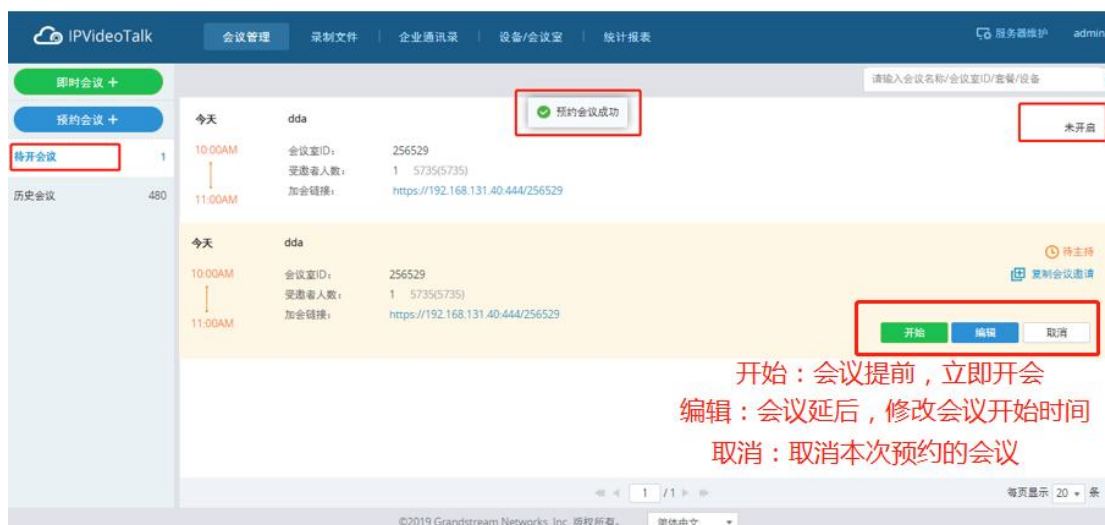 IPVideoTalk 会议管理 录制文件 企业通讯录 设备/会议室 统计报表 服务器维护 admin
即时会议 + 请输入会议名称/会议室ID/套餐/设备
预约会议 +
预约会议成功
今天 dda 未开启
待开会议 1
10:00AM 会议室ID: 256529
受邀者人数: 1 5735(5735)
历史会议 480
11:00AM 加会链接: https://192.168.131.40:444/256529
今天 dda
待主持
10:00AM 会议室ID: 256529 复制会议邀请
受邀者人数: 1 5735(5735)
11:00AM 加会链接: https://192.168.131.40:444/256529
开始 编辑 取消
开始：会议提前，立即开会
编辑：会议延后，修改会议开始时间
取消：取消本次预约的会议
1 /1 每页显示 20 条
©2019 Grandstream Networks, Inc. 版权所有。 简体中文